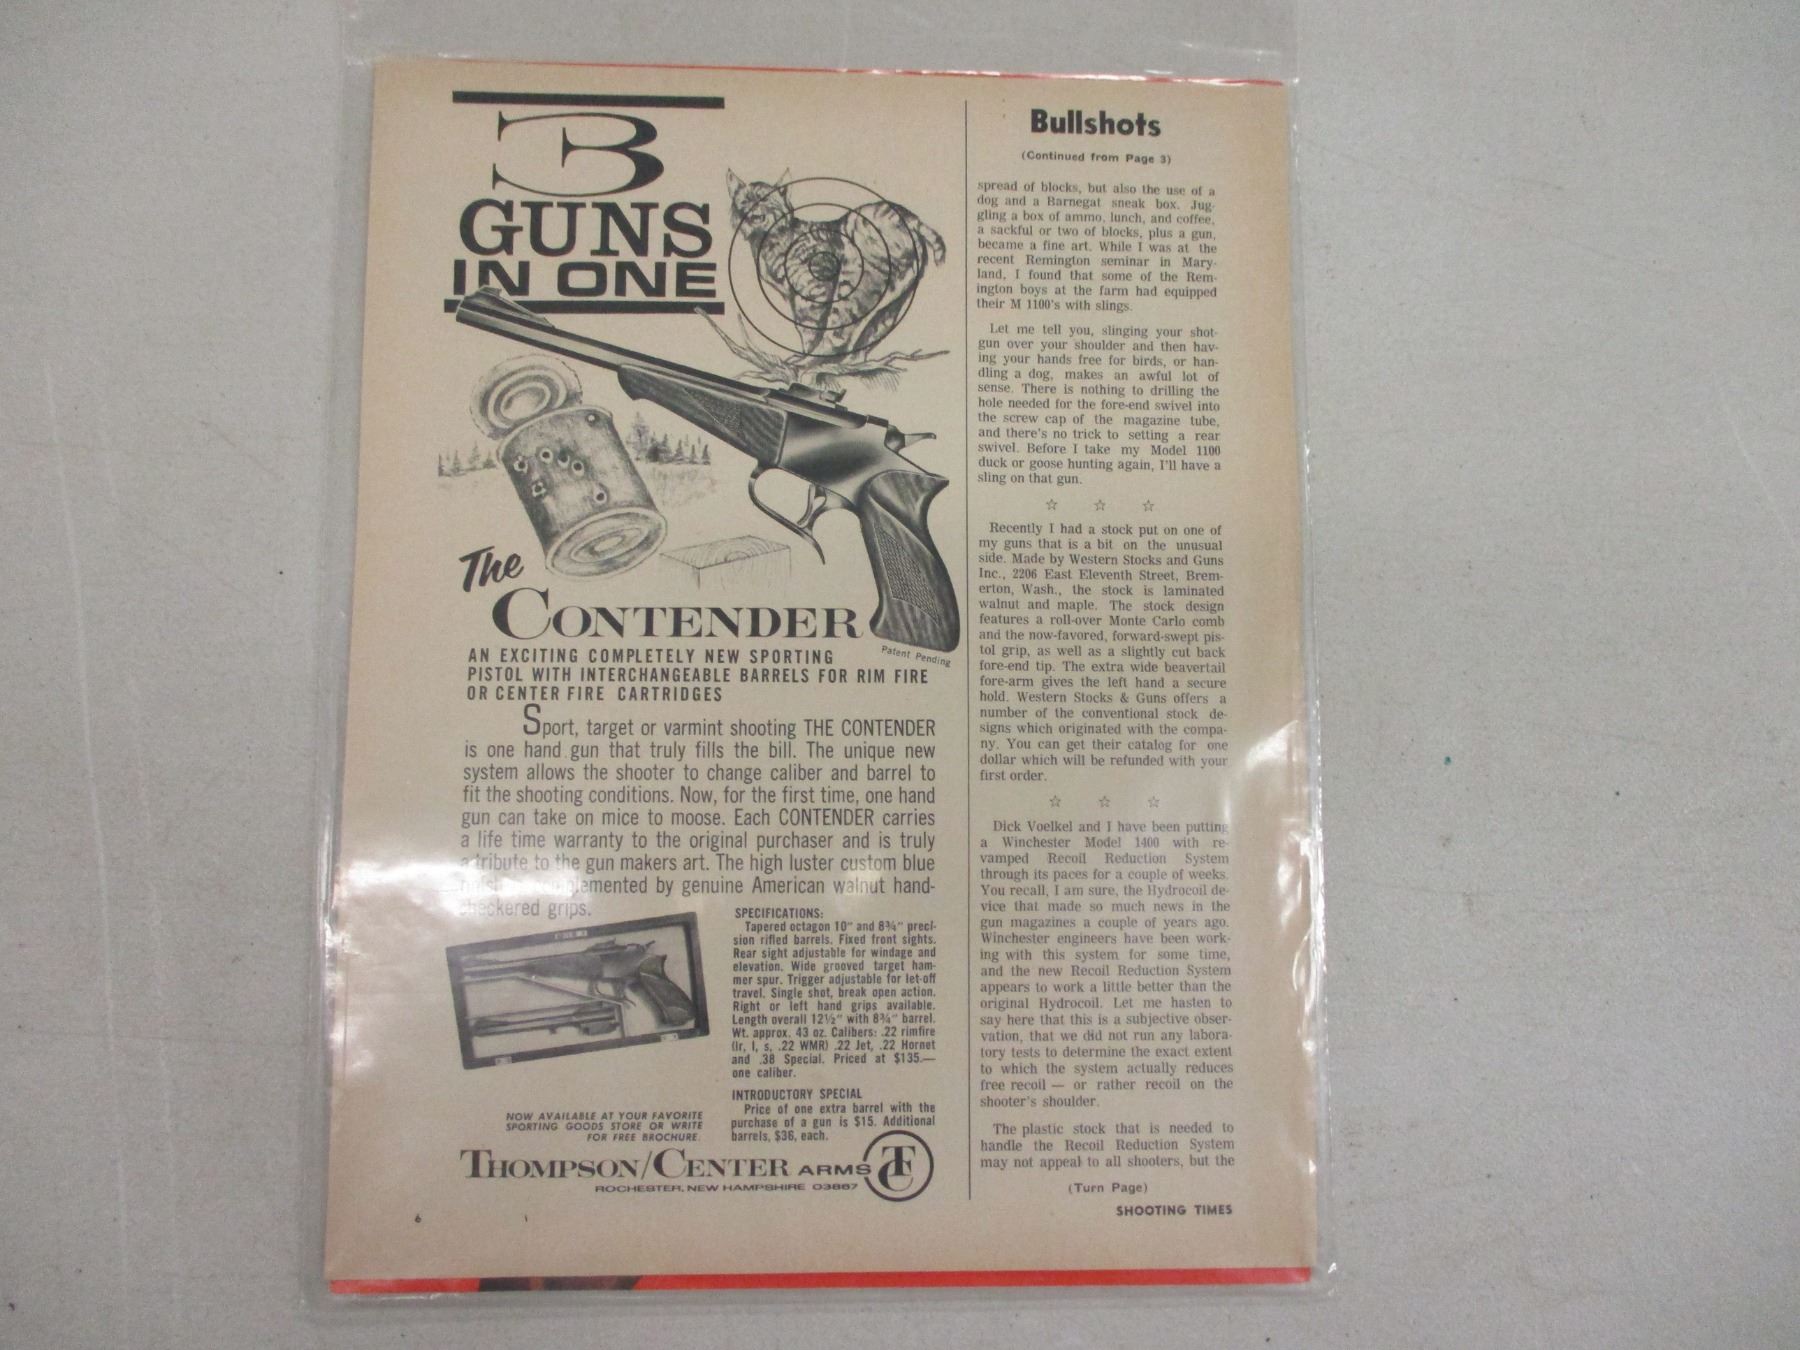 3
GUNS
IN ONE
The
CONTENDER
Patent Pending
AN EXCITING COMPLETELY NEW SPORTING
PISTOL WITH INTERCHANGEABLE BARRELS FOR RIM FIRE
OR CENTER FIRE CARTRIDGES
Sport, target or varmint shooting THE CONTENDER
is one hand gun that truly fills the bill. The unique new
system allows the shooter to change caliber and barrel to
fit the shooting conditions. Now, for the first time, one hand
gun can take on mice to moose. Each CONTENDER carries
a life time warranty to the original purchaser and is truly
a tribute to the gun makers art. The high luster custom blue
complemented by genuine American walnut hand-
checkered grips.
SPECIFICATIONS:
Tapered octagon 10" and 8¾" preci-
sion rifled barrels. Fixed front sights.
Rear sight adjustable for windage and
elevation. Wide grooved target ham-
mer spur. Trigger adjustable for let-off
travel. Single shot, break open action.
Right or left hand grips available.
Length overall 12½" with 8¾" barrel.
Wt. approx. 43 oz. Calibers: .22 rimfire
(lr, l, s, .22 WMR) .22 Jet, .22 Hornet
and .38 Special. Priced at $135.—
one caliber.
INTRODUCTORY SPECIAL
Price of one extra barrel with the
purchase of a gun is $15. Additional
barrels, $36, each.
NOW AVAILABLE AT YOUR FAVORITE
SPORTING GOODS STORE OR WRITE
FOR FREE BROCHURE.
THOMPSON/CENTER ARMS
TC
ROCHESTER, NEW HAMPSHIRE 03867
6
Bullshots
(Continued from Page 3)
spread of blocks, but also the use of a
dog and a Barnegat sneak box. Jug-
gling a box of ammo, lunch, and coffee,
a sackful or two of blocks, plus a gun,
became a fine art. While I was at the
recent Remington seminar in Mary-
land, I found that some of the Rem-
ington boys at the farm had equipped
their M 1100's with slings.
Let me tell you, slinging your shot-
gun over your shoulder and then hav-
ing your hands free for birds, or han-
dling a dog, makes an awful lot of
sense. There is nothing to drilling the
hole needed for the fore-end swivel into
the screw cap of the magazine tube,
and there's no trick to setting a rear
swivel. Before I take my Model 1100
duck or goose hunting again, I'll have a
sling on that gun.
☆ ☆ ☆
Recently I had a stock put on one of
my guns that is a bit on the unusual
side. Made by Western Stocks and Guns
Inc., 2206 East Eleventh Street, Brem-
erton, Wash., the stock is laminated
walnut and maple. The stock design
features a roll-over Monte Carlo comb
and the now-favored, forward-swept pis-
tol grip, as well as a slightly cut back
fore-end tip. The extra wide beavertail
fore-arm gives the left hand a secure
hold. Western Stocks & Guns offers a
number of the conventional stock de-
signs which originated with the compa-
ny. You can get their catalog for one
dollar which will be refunded with your
first order.
☆ ☆ ☆
Dick Voelkel and I have been putting
a Winchester Model 1400 with re-
vamped Recoil Reduction System
through its paces for a couple of weeks.
You recall, I am sure, the Hydrocoil de-
vice that made so much news in the
gun magazines a couple of years ago.
Winchester engineers have been work-
ing with this system for some time,
and the new Recoil Reduction System
appears to work a little better than the
original Hydrocoil. Let me hasten to
say here that this is a subjective obser-
vation, that we did not run any labora-
tory tests to determine the exact extent
to which the system actually reduces
free recoil — or rather recoil on the
shooter's shoulder.
The plastic stock that is needed to
handle the Recoil Reduction System
may not appeal to all shooters, but the
(Turn Page)
SHOOTING TIMES